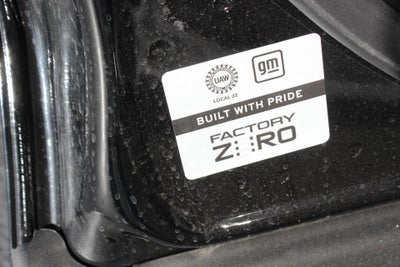 UAW
gm
LOCAL 22
BUILT WITH PRIDE
FACTORY
ZERO